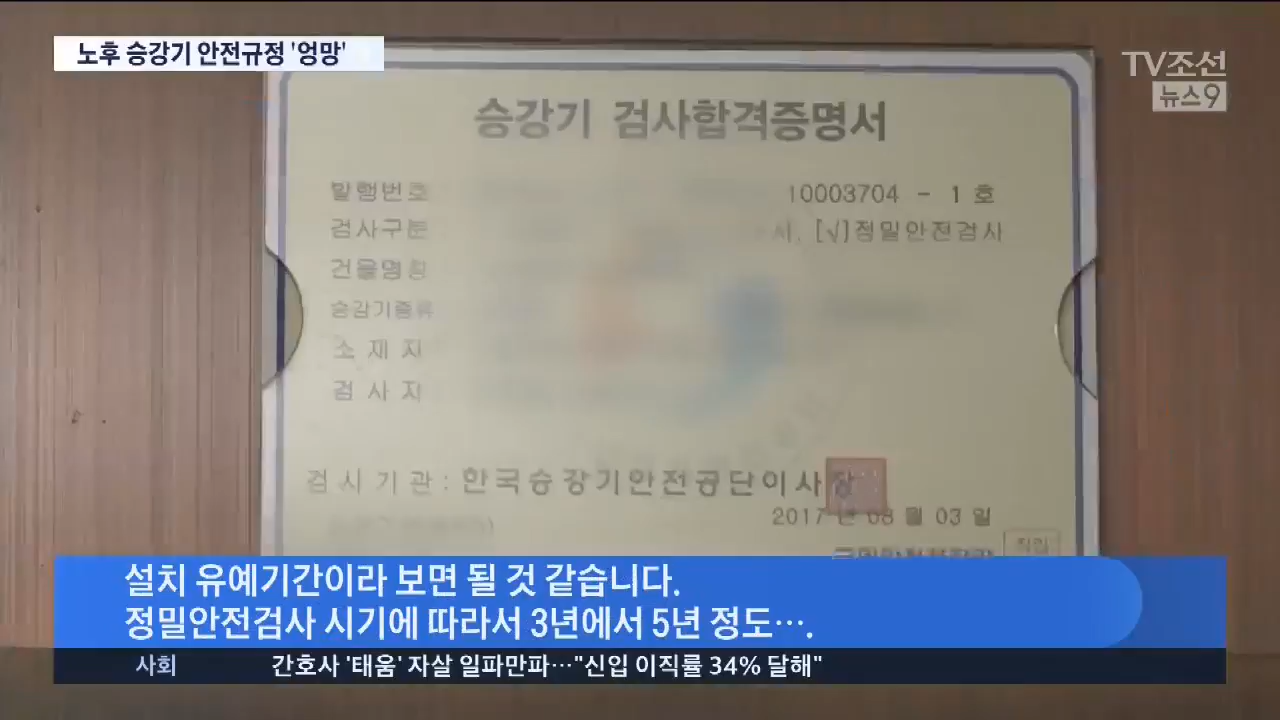 노후 승강기 안전규정 '엉망'
TV조선
뉴스9
승강기 검사합격증명서
발행번호 10003704 - 1 호
검사구분 시, [√]정밀안전검사
건물명칭
승강기종류
소 재 지
검 사 자
검 사 기 관 : 한국승강기안전공단이사장
2017 년 08 월 03 일
직인
설치 유예기간이라 보면 될 것 같습니다.
정밀안전검사 시기에 따라서 3년에서 5년 정도….
사회 간호사 '태움' 자살 일파만파…"신입 이직률 34% 달해"